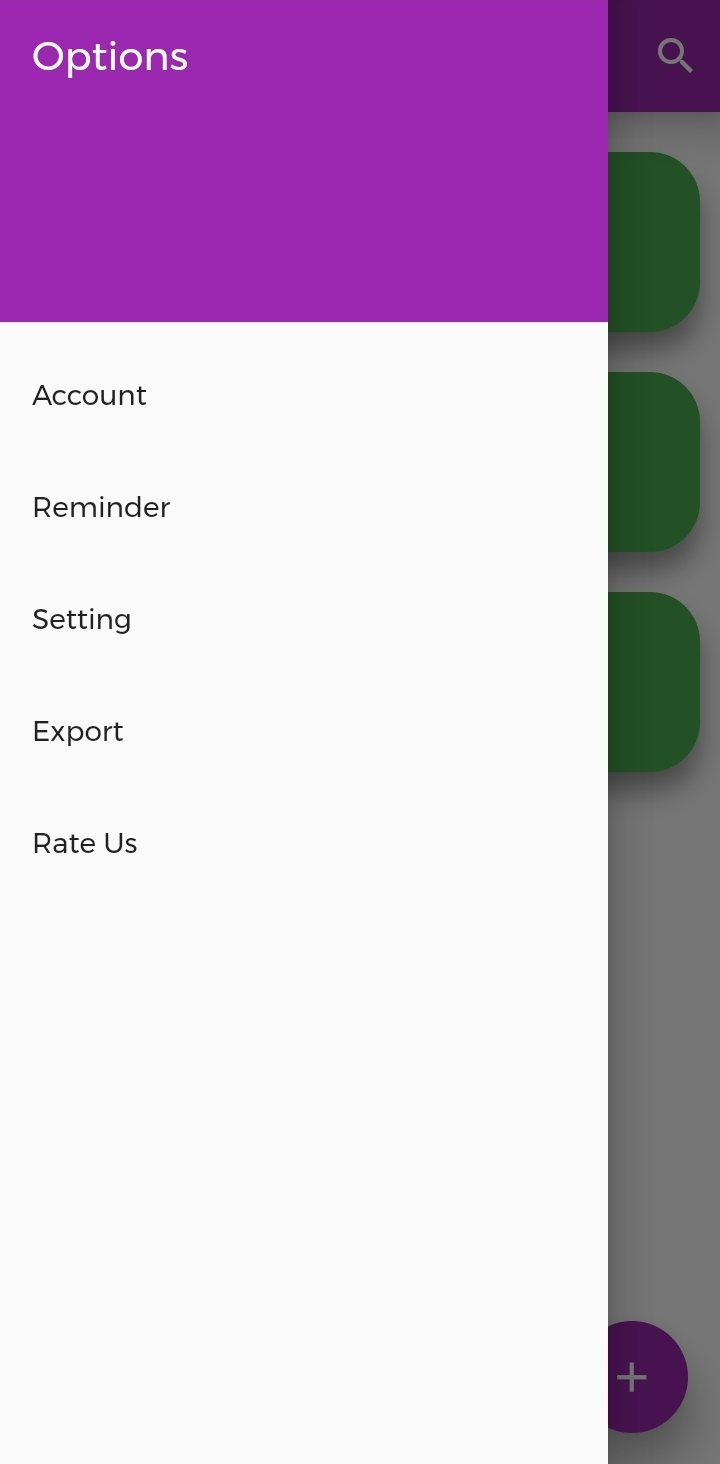 Options
Account
Reminder
Setting
Export
Rate Us